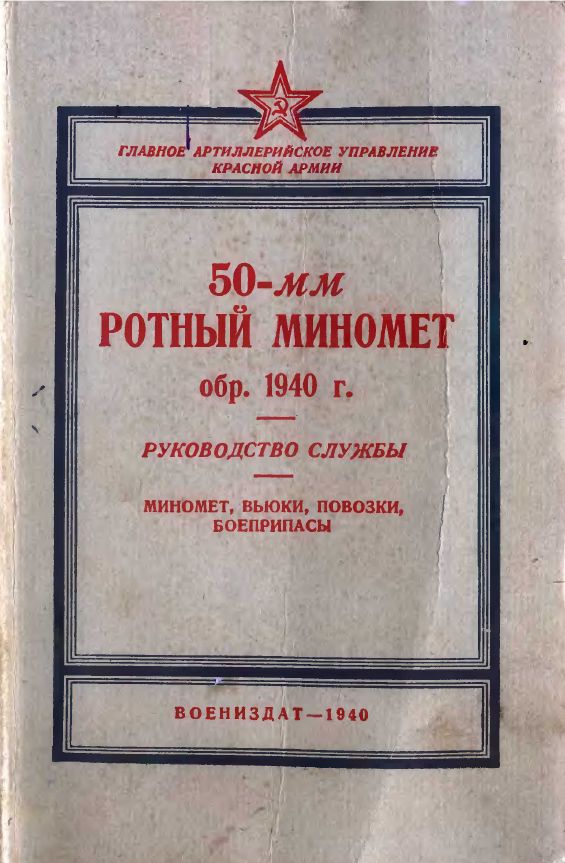 ГЛАВНОЕ АРТИЛЛЕРИЙСКОЕ УПРАВЛЕНИЕ
КРАСНОЙ АРМИИ
50-мм
РОТНЫЙ МИНОМЕТ
обр. 1940 г.
РУКОВОДСТВО СЛУЖБЫ
МИНОМЕТ, ВЬЮКИ, ПОВОЗКИ,
БОЕПРИПАСЫ
ВОЕНИЗДАТ—1940